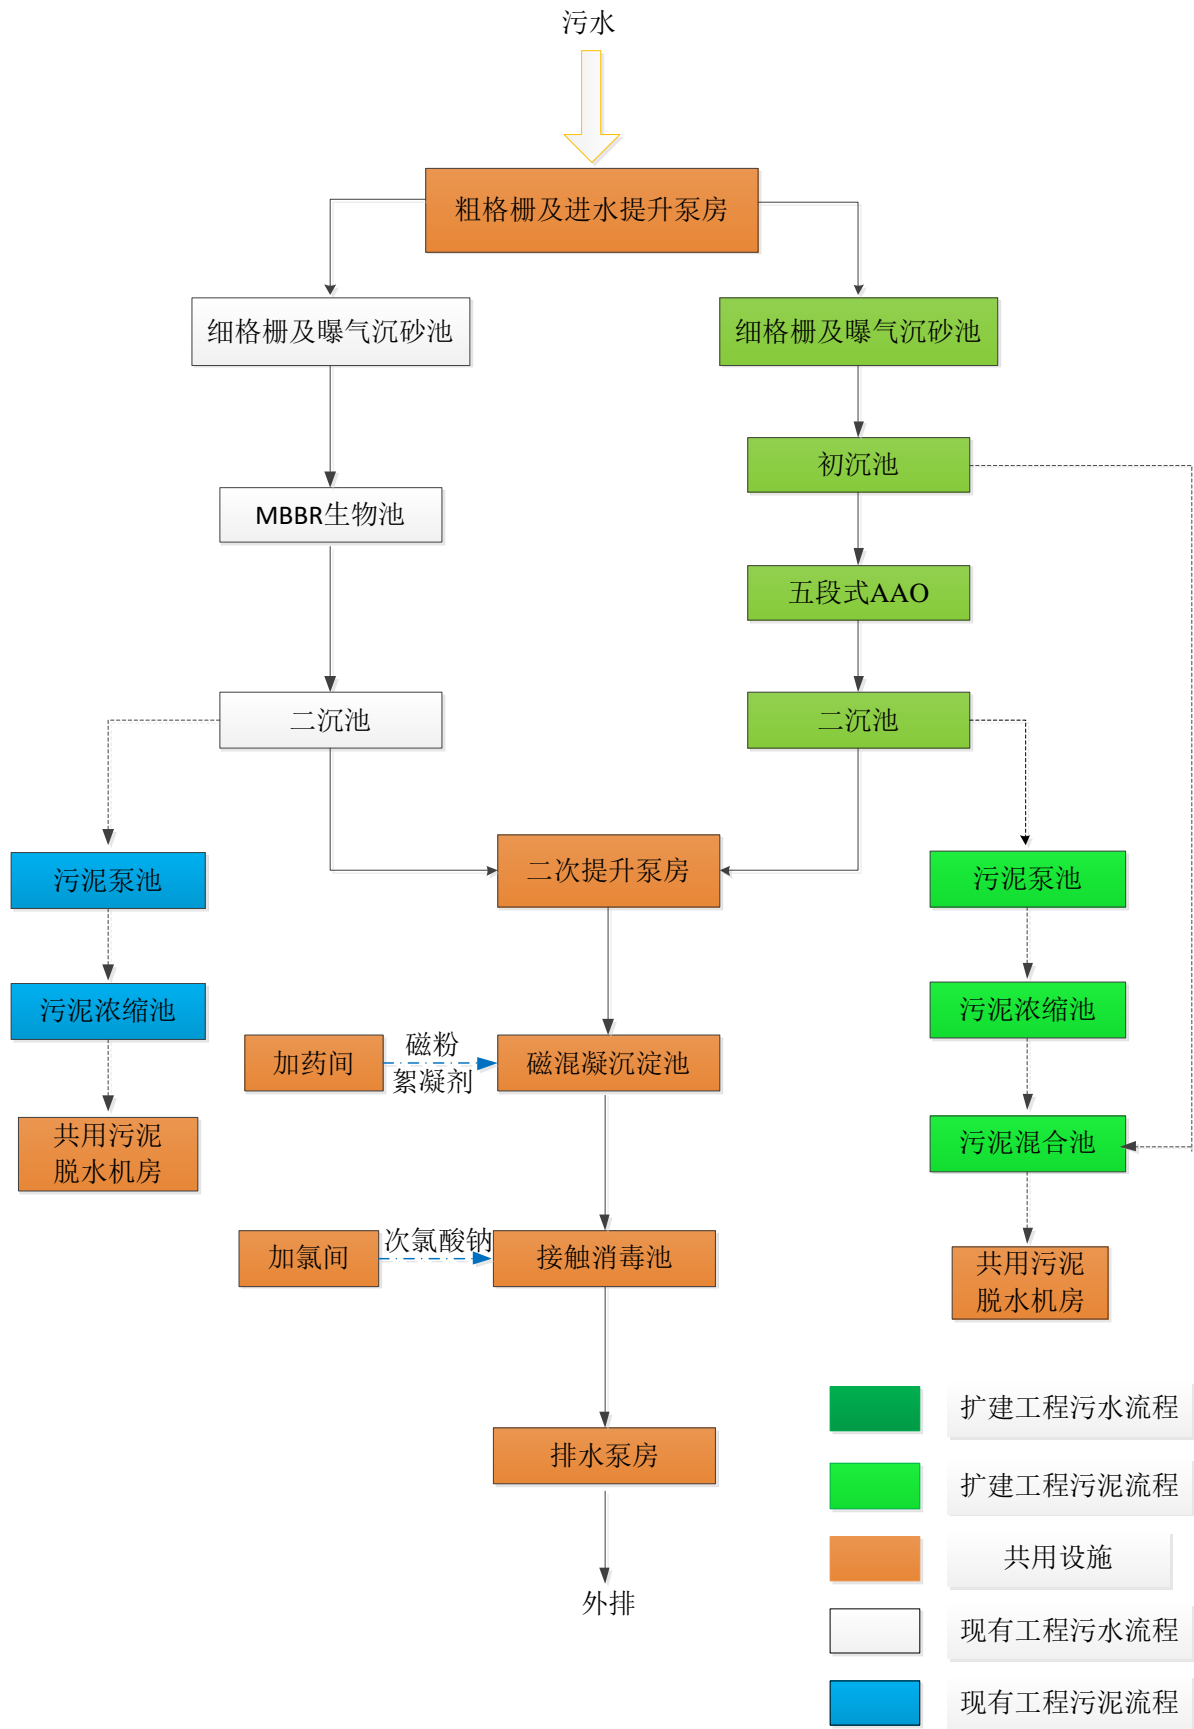 污水
粗格栅及进水提升泵房
细格栅及曝气沉砂池
细格栅及曝气沉砂池
初沉池
MBBR生物池
五段式AAO
二沉池
二沉池
二次提升泵房
污泥泵池
污泥泵池
污泥浓缩池
污泥浓缩池
加药间
磁粉
絮凝剂
磁混凝沉淀池
共用污泥
脱水机房
污泥混合池
加氯间
次氯酸钠
接触消毒池
共用污泥
脱水机房
排水泵房
外排
扩建工程污水流程
扩建工程污泥流程
共用设施
现有工程污水流程
现有工程污泥流程